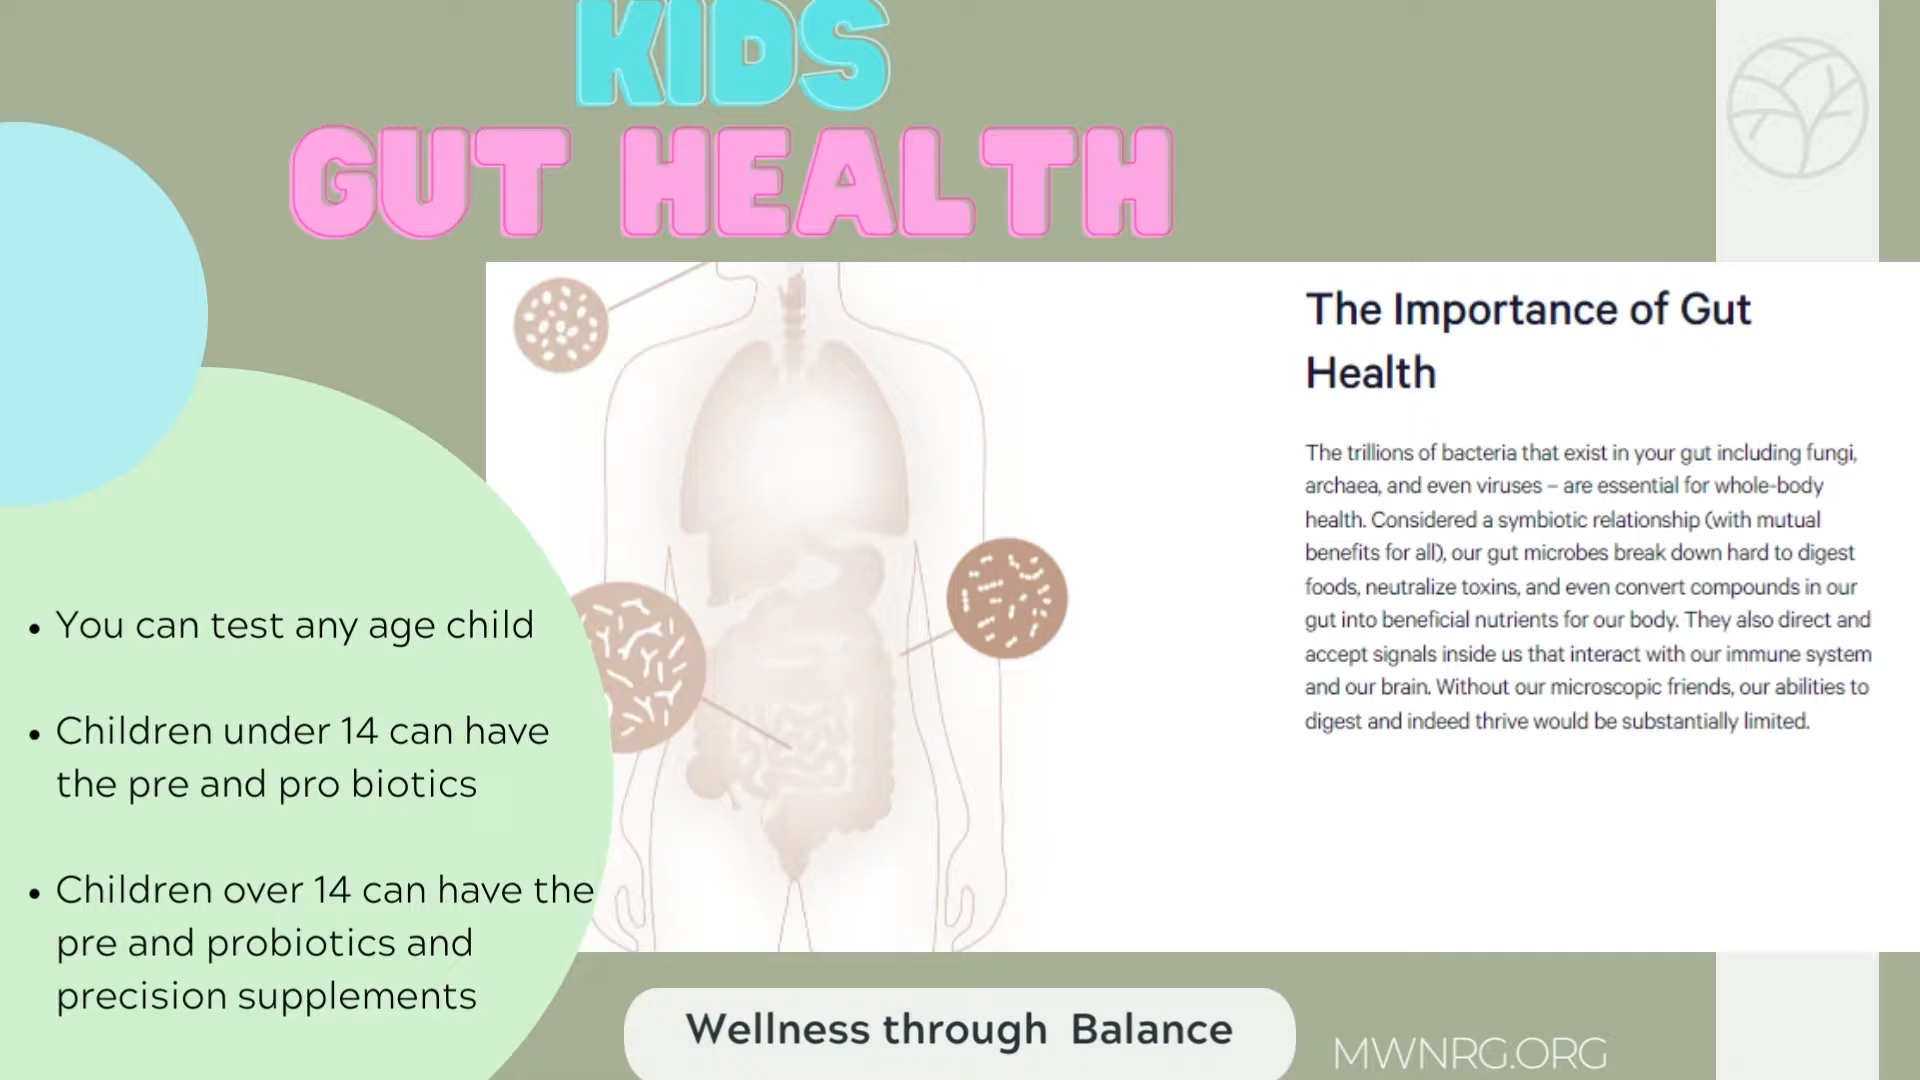 KIDS
GUT HEALTH
The Importance of Gut
Health
The trillions of bacteria that exist in your gut including fungi,
archaea, and even viruses – are essential for whole-body
health. Considered a symbiotic relationship (with mutual
benefits for all), our gut microbes break down hard to digest
foods, neutralize toxins, and even convert compounds in our
gut into beneficial nutrients for our body. They also direct and
accept signals inside us that interact with our immune system
and our brain. Without our microscopic friends, our abilities to
digest and indeed thrive would be substantially limited.
• You can test any age child
• Children under 14 can have
the pre and pro biotics
• Children over 14 can have the
pre and probiotics and
precision supplements
Wellness through Balance
MWNRG.ORG